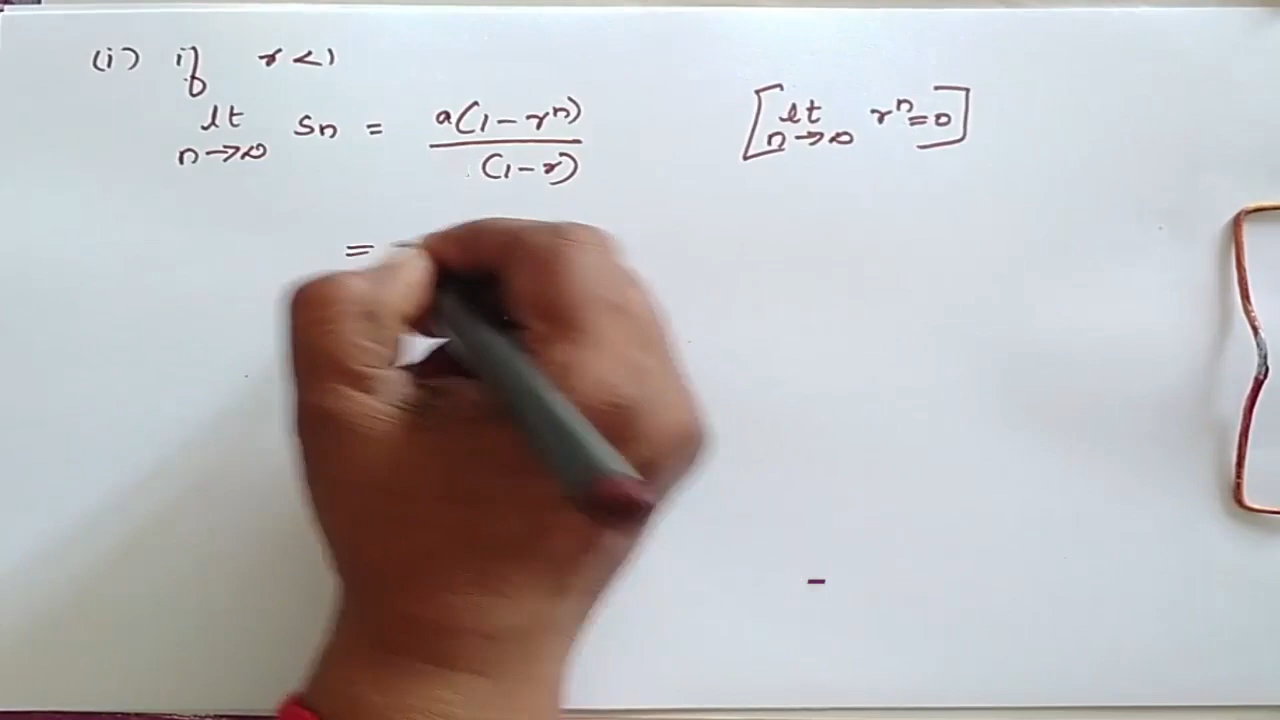 (i) if r<1
lt n→∞ Sn = a(1-r^n) / (1-r) [lt n→∞ r^n=0]
=